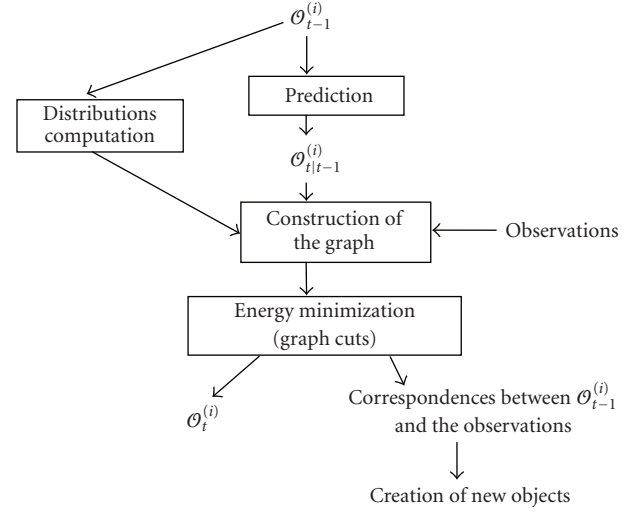 𝒪_{t−1}^{(i)}
Prediction
Distributions
computation
𝒪_{t|t−1}^{(i)}
Construction of
the graph
Observations
Energy minimization
(graph cuts)
𝒪_t^{(i)}
Correspondences between 𝒪_{t−1}^{(i)}
and the observations
Creation of new objects